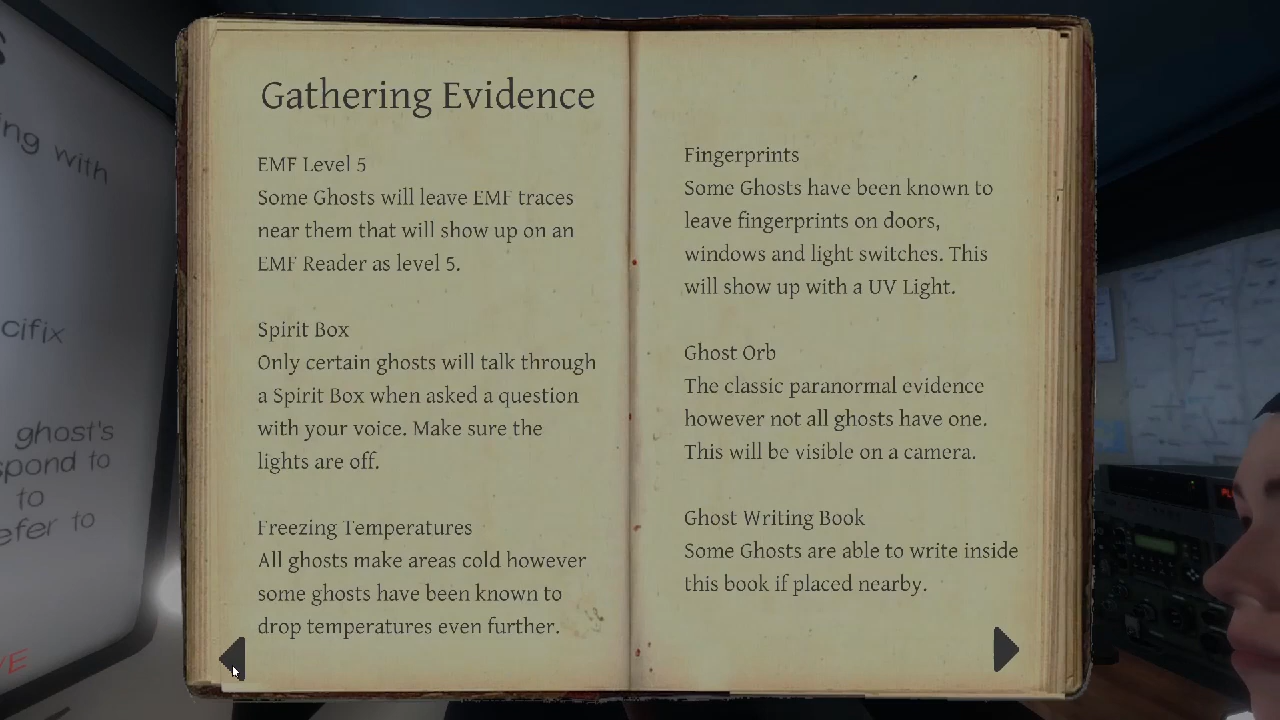 ing with
cifix
ghost's
spond to
to
efer to
Gathering Evidence
EMF Level 5
Some Ghosts will leave EMF traces
near them that will show up on an
EMF Reader as level 5.
Spirit Box
Only certain ghosts will talk through
a Spirit Box when asked a question
with your voice. Make sure the
lights are off.
Freezing Temperatures
All ghosts make areas cold however
some ghosts have been known to
drop temperatures even further.
Fingerprints
Some Ghosts have been known to
leave fingerprints on doors,
windows and light switches. This
will show up with a UV Light.
Ghost Orb
The classic paranormal evidence
however not all ghosts have one.
This will be visible on a camera.
Ghost Writing Book
Some Ghosts are able to write inside
this book if placed nearby.